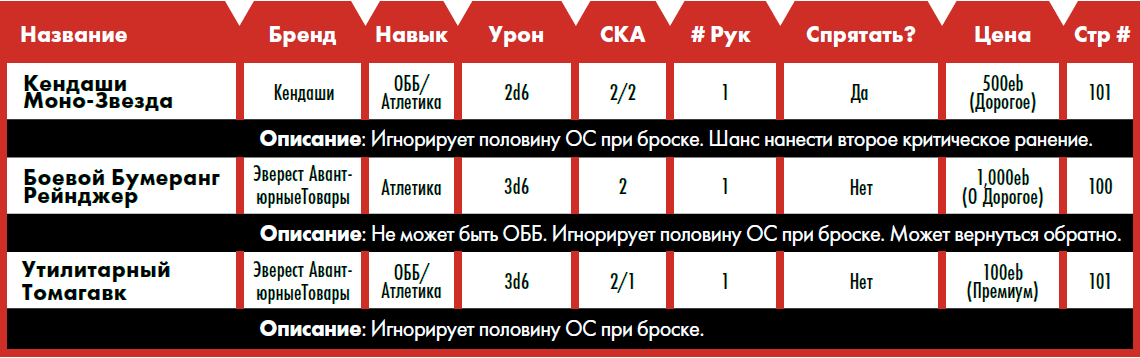 Название Бренд Навык Урон СКА # Рук Спрятать? Цена Стр #
Кендаши
Моно-Звезда
Кендаши
ОББ/
Атлетика
2d6
2/2
1
Да
500eb
(Дорогое)
101
Описание: Игнорирует половину ОС при броске. Шанс нанести второе критическое ранение.
Боевой Бумеранг
Рейнджер
Эверест Авант-
юрныеТовары
Атлетика
3d6
2
1
Нет
1,000eb
(О Дорогое)
100
Описание: Не может быть ОББ. Игнорирует половину ОС при броске. Может вернуться обратно.
Утилитарный
Томагавк
Эверест Авант-
юрныеТовары
ОББ/
Атлетика
3d6
2/1
1
Нет
100eb
(Премиум)
101
Описание: Игнорирует половину ОС при броске.